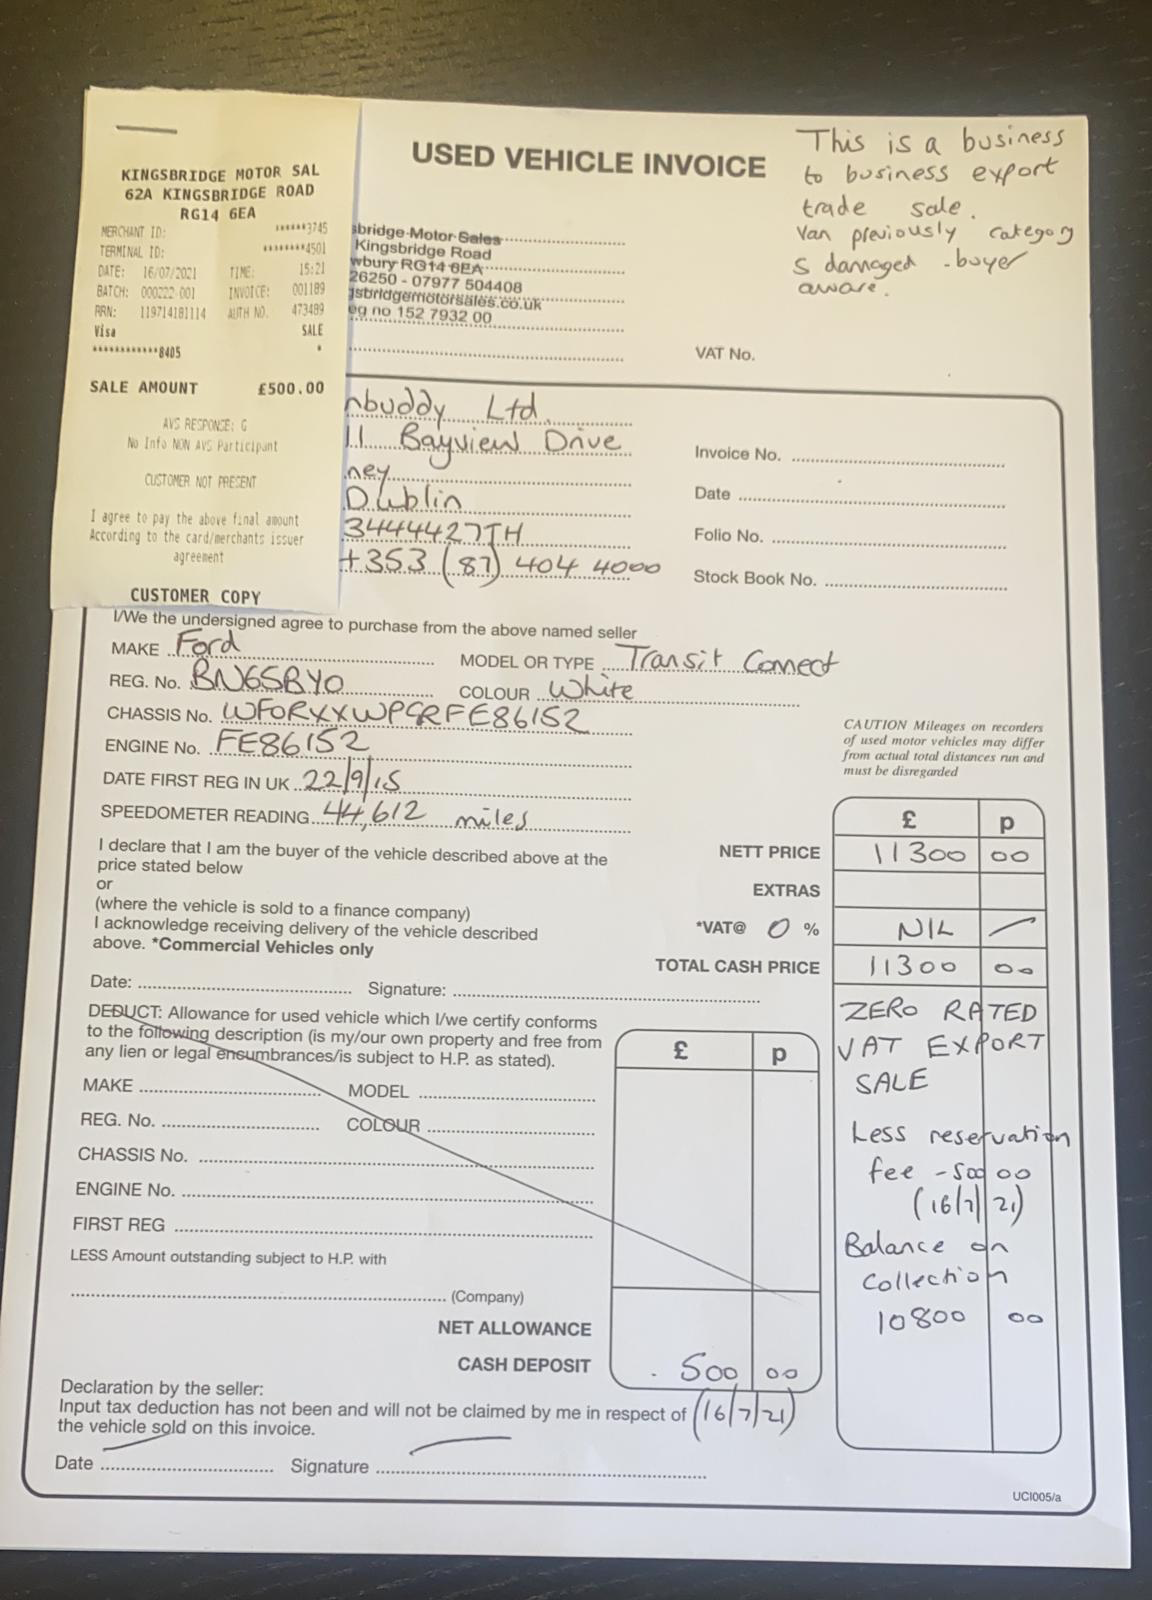 KINGSBRIDGE MOTOR SAL
62A KINGSBRIDGE ROAD
RG14 6EA
MERCHANT ID: ******3745
TERMINAL ID: ********4501
DATE: 16/07/2021 TIME: 15:21
BATCH: 000222-001 INVOICE: 001189
RRN: 119714181114 AUTH NO. 473489
Visa SALE
************8405 *
SALE AMOUNT £500.00
AVS RESPONSE: G
No Info NON AVS Participant
CUSTOMER NOT PRESENT
I agree to pay the above final amount
According to the card/merchants issuer
agreement
CUSTOMER COPY
USED VEHICLE INVOICE
This is a business
to business export
trade sale.
Van previously category
S damaged - buyer
aware.
sbridge Motor Sales
Kingsbridge Road
wbury RG14 6EA
26250 - 07977 504408
gsbridgemotorsales.co.uk
eg no 152 7932 00
VAT No.
nbuddy Ltd.
11 Bayview Drive
ney
Dublin
3444427TH
+353 (87) 404 4000
Invoice No.
Date
Folio No.
Stock Book No.
I/We the undersigned agree to purchase from the above named seller
MAKE Ford MODEL OR TYPE Transit Connect
REG. No. BN65BYO COLOUR White
CHASSIS No. WF0RXXWPGRFE86152
ENGINE No. FE86152
DATE FIRST REG IN UK 22/9/15
SPEEDOMETER READING 44,612 miles
CAUTION Mileages on recorders
of used motor vehicles may differ
from actual total distances run and
must be disregarded
I declare that I am the buyer of the vehicle described above at the
price stated below
or
(where the vehicle is sold to a finance company)
I acknowledge receiving delivery of the vehicle described
above. *Commercial Vehicles only
Date: Signature:
£ p
NETT PRICE 11300 00
EXTRAS
*VAT@ 0 % NIL
TOTAL CASH PRICE 11300 00
ZERO RATED
VAT EXPORT
SALE
Less reservation
fee -500 00
(16/7/21)
Balance on
Collection
10800 00
DEDUCT: Allowance for used vehicle which I/we certify conforms
to the following description (is my/our own property and free from
any lien or legal encumbrances/is subject to H.P. as stated).
£ p
MAKE MODEL
REG. No. COLOUR
CHASSIS No.
ENGINE No.
FIRST REG
LESS Amount outstanding subject to H.P. with
(Company)
NET ALLOWANCE
CASH DEPOSIT 500 00
(16/7/21)
Declaration by the seller:
Input tax deduction has not been and will not be claimed by me in respect of
the vehicle sold on this invoice.
Date Signature
UCI005/a